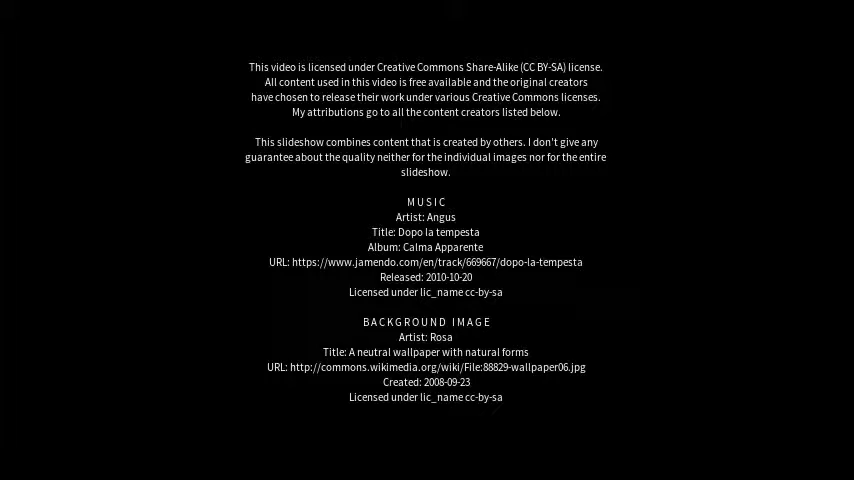 This video is licensed under Creative Commons Share-Alike (CC BY-SA) license.
All content used in this video is free available and the original creators
have chosen to release their work under various Creative Commons licenses.
My attributions go to all the content creators listed below.
This slideshow combines content that is created by others. I don't give any
guarantee about the quality neither for the individual images nor for the entire
slideshow.
MUSIC
Artist: Angus
Title: Dopo la tempesta
Album: Calma Apparente
URL: https://www.jamendo.com/en/track/669667/dopo-la-tempesta
Released: 2010-10-20
Licensed under lic_name cc-by-sa
BACKGROUND IMAGE
Artist: Rosa
Title: A neutral wallpaper with natural forms
URL: http://commons.wikimedia.org/wiki/File:88829-wallpaper06.jpg
Created: 2008-09-23
Licensed under lic_name cc-by-sa